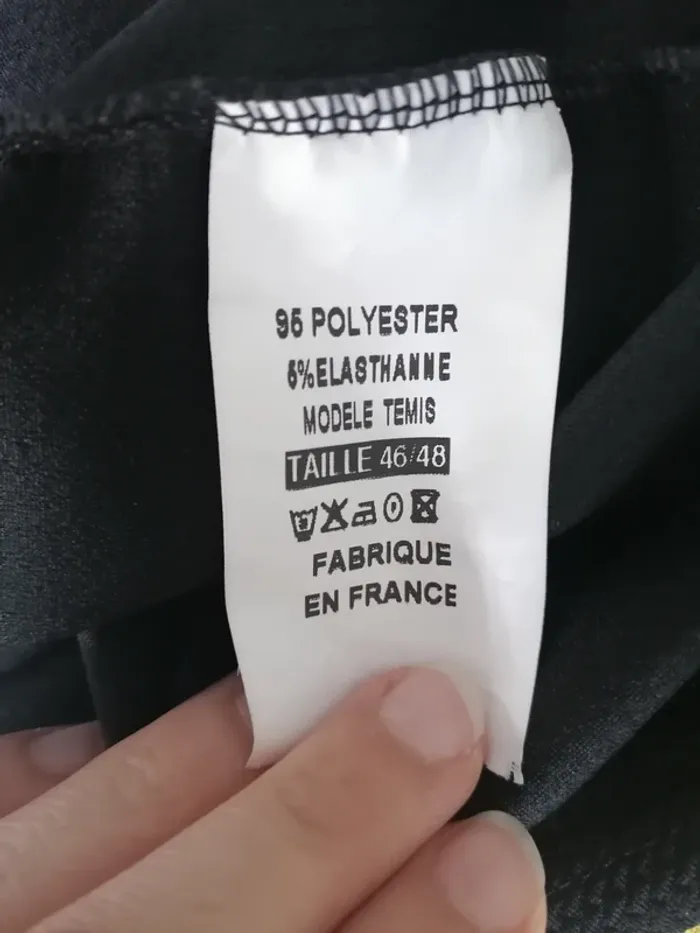 95 POLYESTER
5%ELASTHANNE
MODELE TEMIS
TAILLE 46/48
FABRIQUE
EN FRANCE